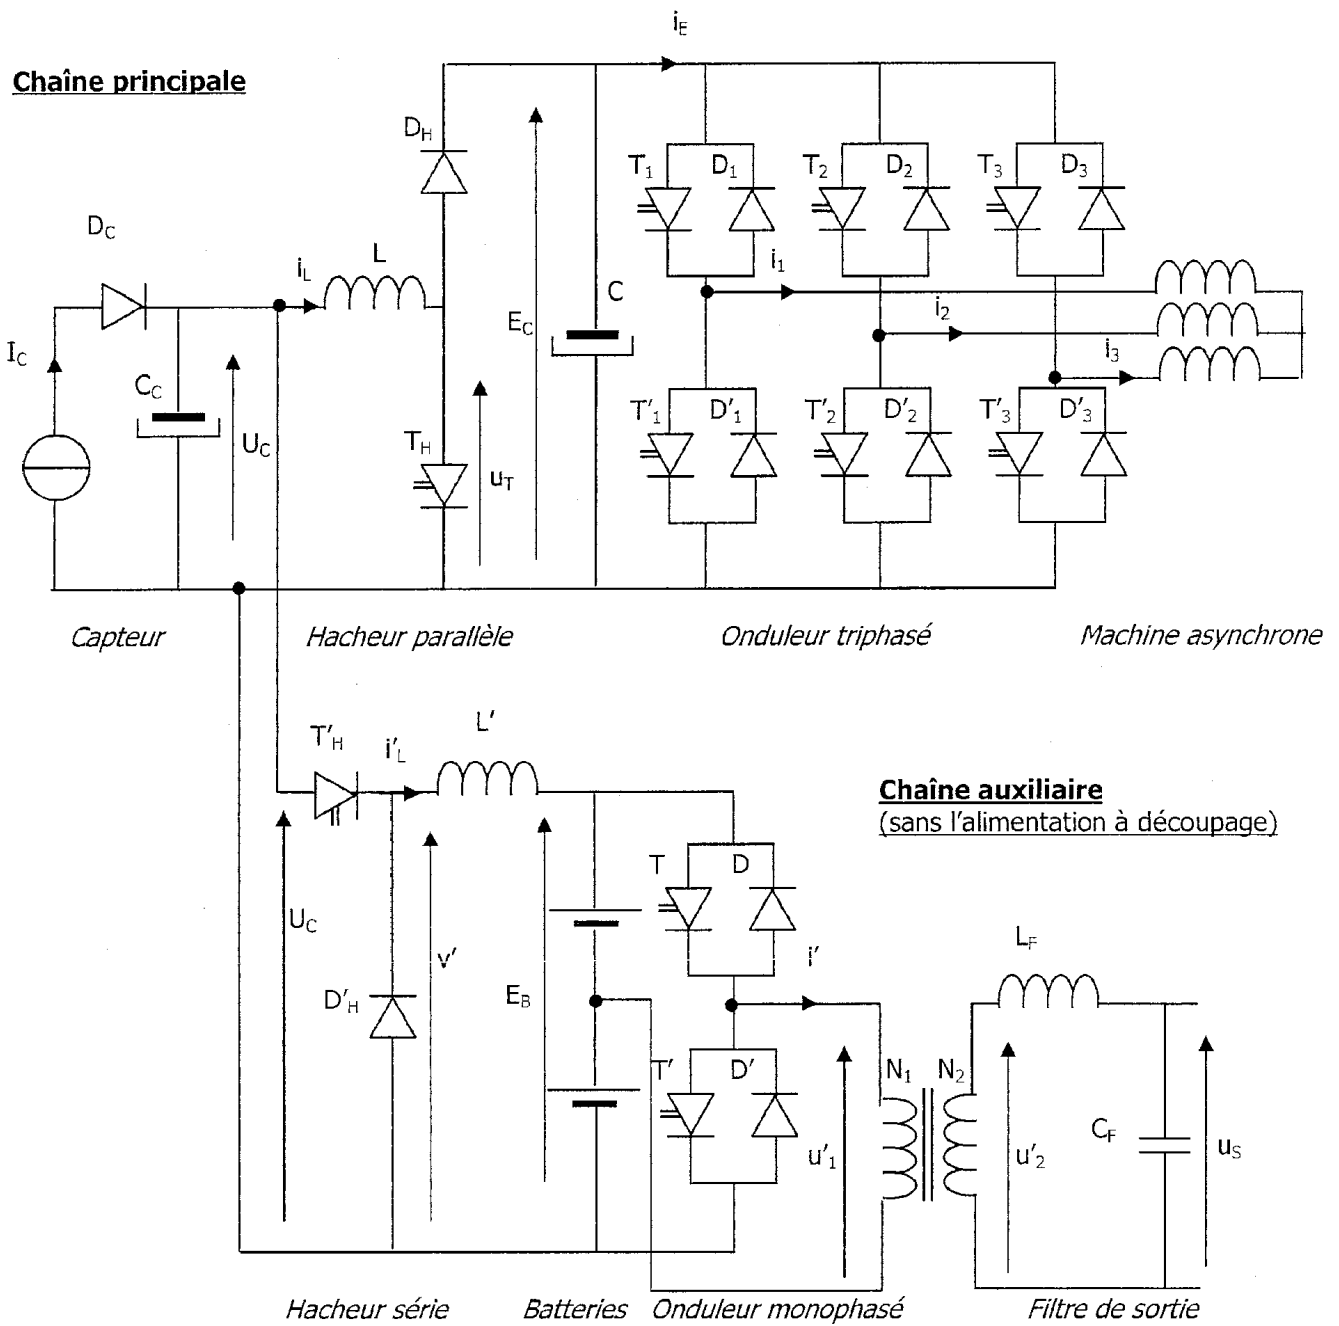 Chaîne principale
i_E
D_H
T_1
D_1
T_2
D_2
T_3
D_3
D_C
i_L
L
i_1
E_C
C
i_2
i_3
I_C
C_C
U_C
T_H
u_T
T'_1
D'_1
T'_2
D'_2
T'_3
D'_3
Capteur
Hacheur parallèle
Onduleur triphasé
Machine asynchrone
T'_H
i'_L
L'
Chaîne auxiliaire
(sans l'alimentation à découpage)
T
D
U_C
v'
i'
L_F
D'_H
E_B
T'
D'
N_1
N_2
u'_1
u'_2
C_F
u_S
Hacheur série
Batteries
Onduleur monophasé
Filtre de sortie